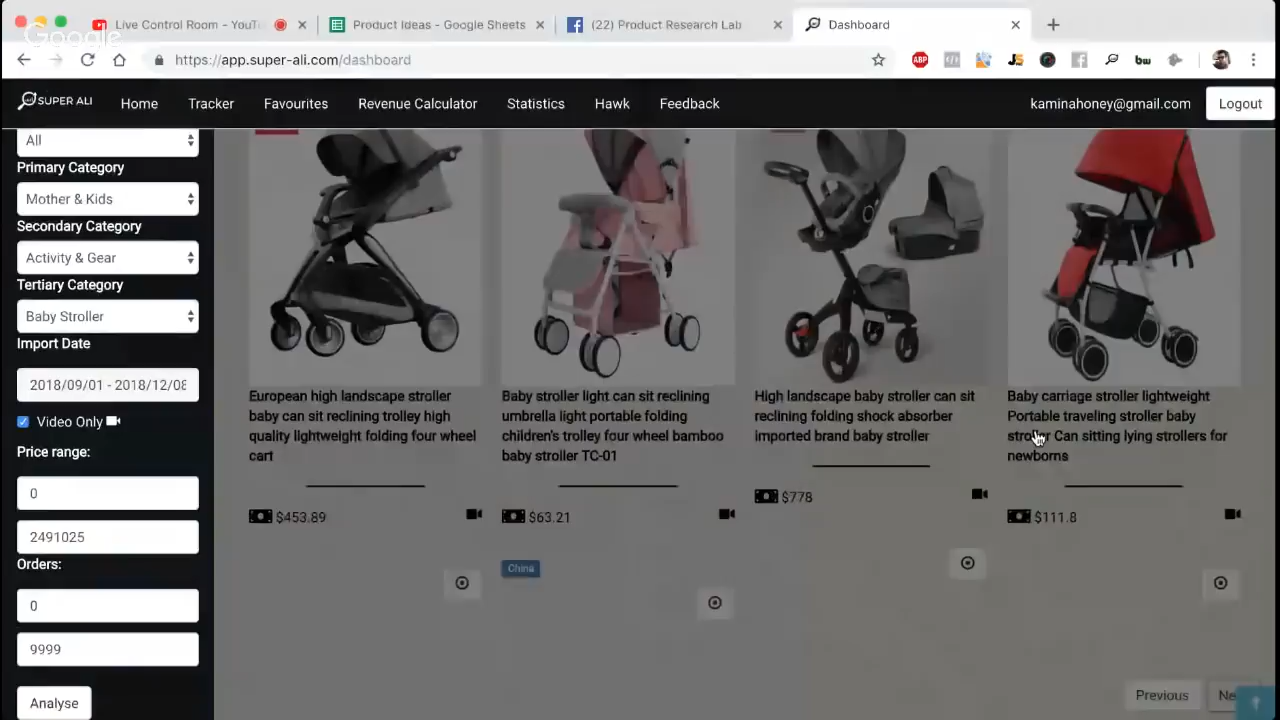 Live Control Room - YouTu
Product Ideas - Google Sheets
(22) Product Research Lab
Dashboard
Google
https://app.super-ali.com/dashboard
ABP
JS
bw
SUPER ALI
Home
Tracker
Favourites
Revenue Calculator
Statistics
Hawk
Feedback
kaminahoney@gmail.com
Logout
All
Primary Category
Mother & Kids
Secondary Category
Activity & Gear
Tertiary Category
Baby Stroller
Import Date
2018/09/01 - 2018/12/08
Video Only
Price range:
0
2491025
Orders:
0
9999
Analyse
European high landscape stroller
baby can sit reclining trolley high
quality lightweight folding four wheel
cart
$453.89
Baby stroller light can sit reclining
umbrella light portable folding
children's trolley four wheel bamboo
baby stroller TC-01
$63.21
China
High landscape baby stroller can sit
reclining folding shock absorber
imported brand baby stroller
$778
Baby carriage stroller lightweight
Portable traveling stroller baby
stroller Can sitting lying strollers for
newborns
$111.8
Previous
Ne